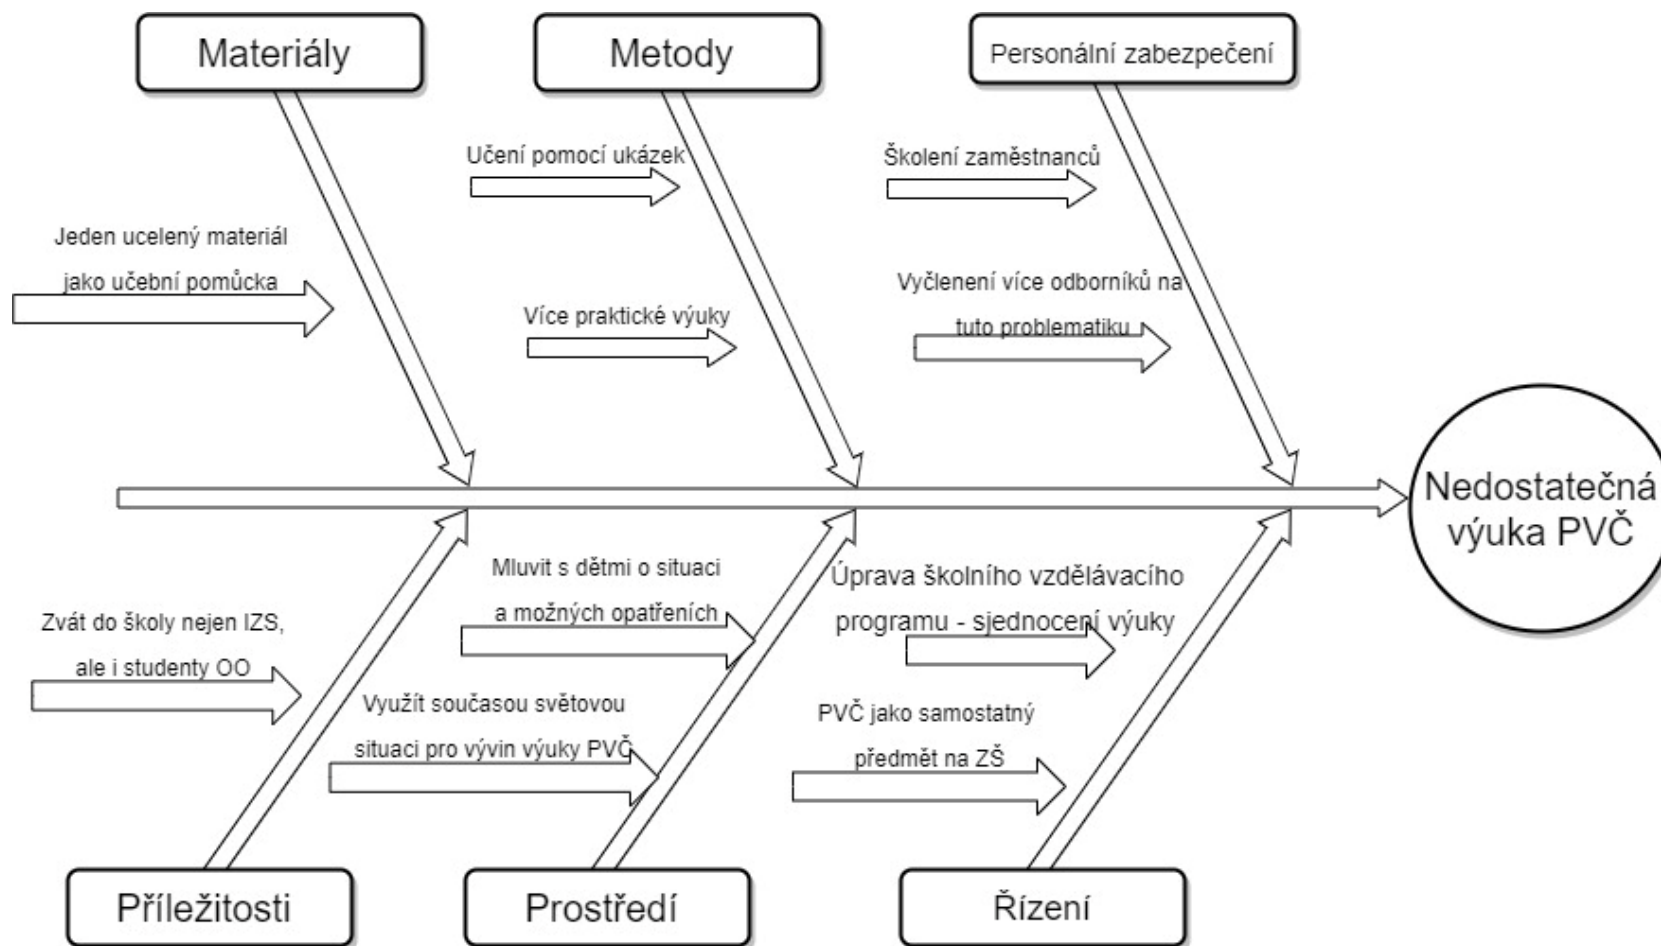 Materiály
Metody
Personální zabezpečení
Učení pomocí ukázek
Školení zaměstnanců
Jeden ucelený materiál
jako učební pomůcka
Vyčlenení více odborníků na
tuto problematiku
Více praktické výuky
Nedostatečná
výuka PVČ
Mluvit s dětmi o situaci
a možných opatřeních
Úprava školního vzdělávacího
programu - sjednocení výuky
Zvát do školy nejen IZS,
ale i studenty OO
Využít současou světovou
situaci pro vývin výuky PVČ
PVČ jako samostatný
předmět na ZŠ
Příležitosti
Prostředí
Řízení